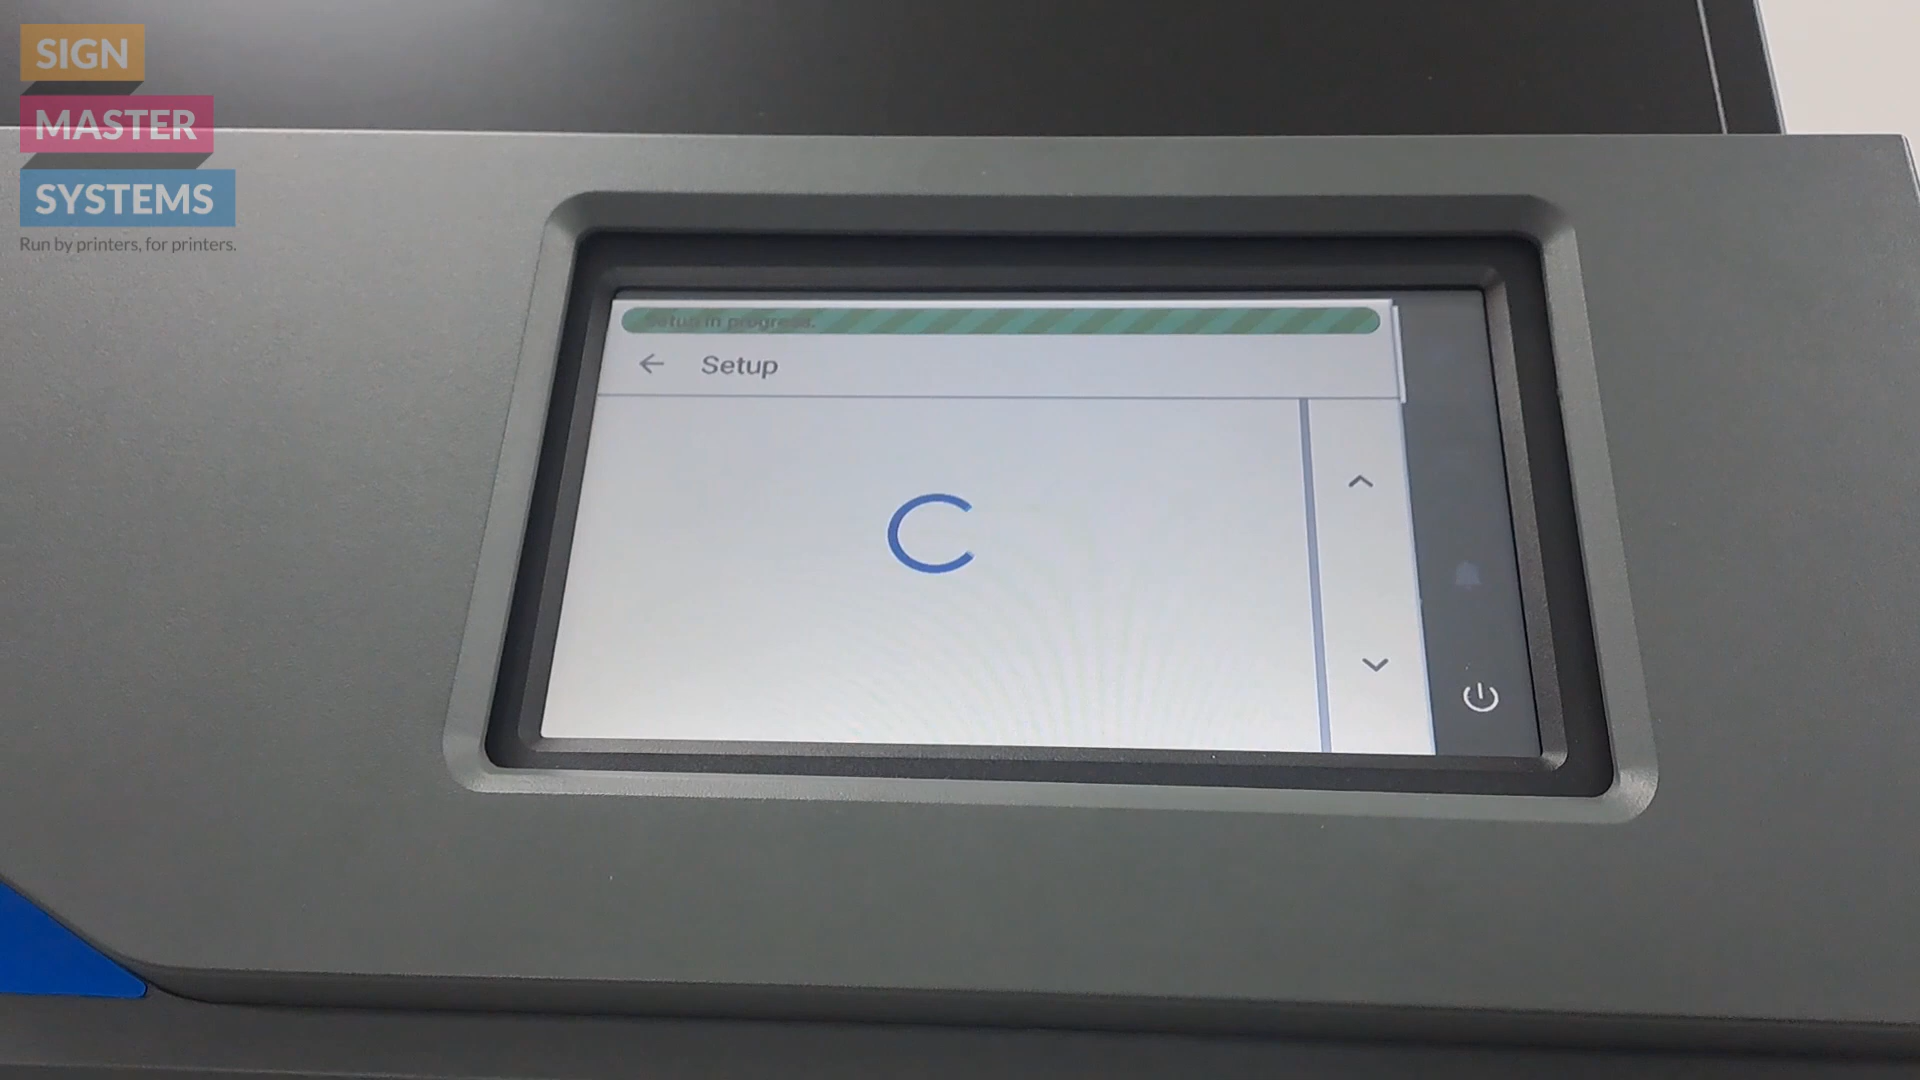 SIGN
MASTER
SYSTEMS
Run by printers, for printers.
Setup in progress.
Setup